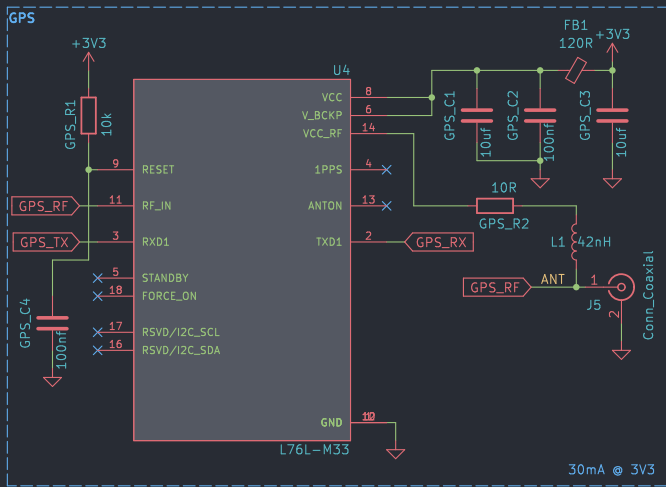 GPS
FB1
120R
+3V3
+3V3
U4
GPS_R1
10k
VCC
8
V_BCKP
6
VCC_RF
14
GPS_C1
10uf
GPS_C2
100nf
GPS_C3
10uf
9
RESET
1PPS
4
10R
GPS_R2
GPS_RF
11
RF_IN
ANTON
13
GPS_TX
3
RXD1
TXD1
2
GPS_RX
L1
42nH
5
STANDBY
18
FORCE_ON
GPS_RF
ANT
1
J5
2
Conn_Coaxial
GPS_C4
100nf
17
RSVD/I2C_SCL
16
RSVD/I2C_SDA
GND
L76L-M33
30mA @ 3V3